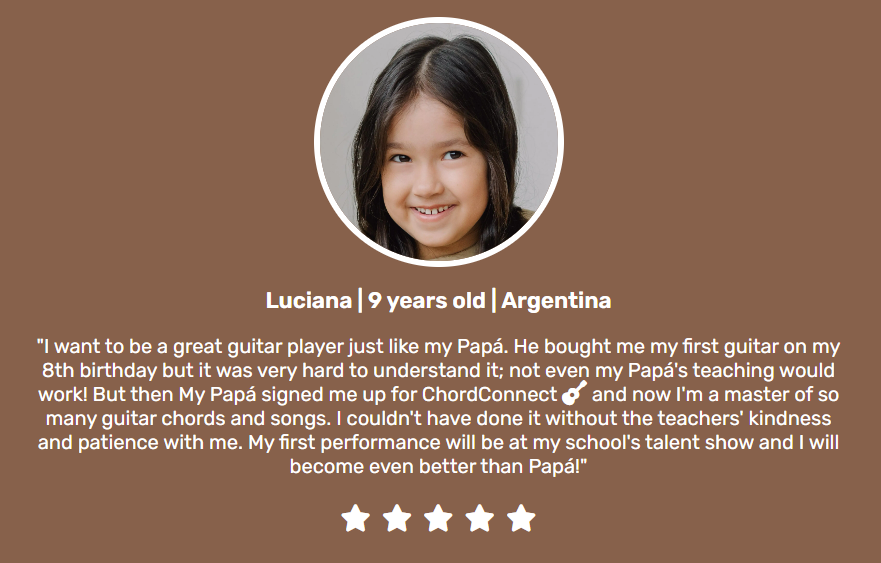 Luciana | 9 years old | Argentina
"I want to be a great guitar player just like my Papá. He bought me my first guitar on my
8th birthday but it was very hard to understand it; not even my Papá's teaching would
work! But then My Papá signed me up for ChordConnect 🎸 and now I'm a master of so
many guitar chords and songs. I couldn't have done it without the teachers' kindness
and patience with me. My first performance will be at my school's talent show and I will
become even better than Papá!"